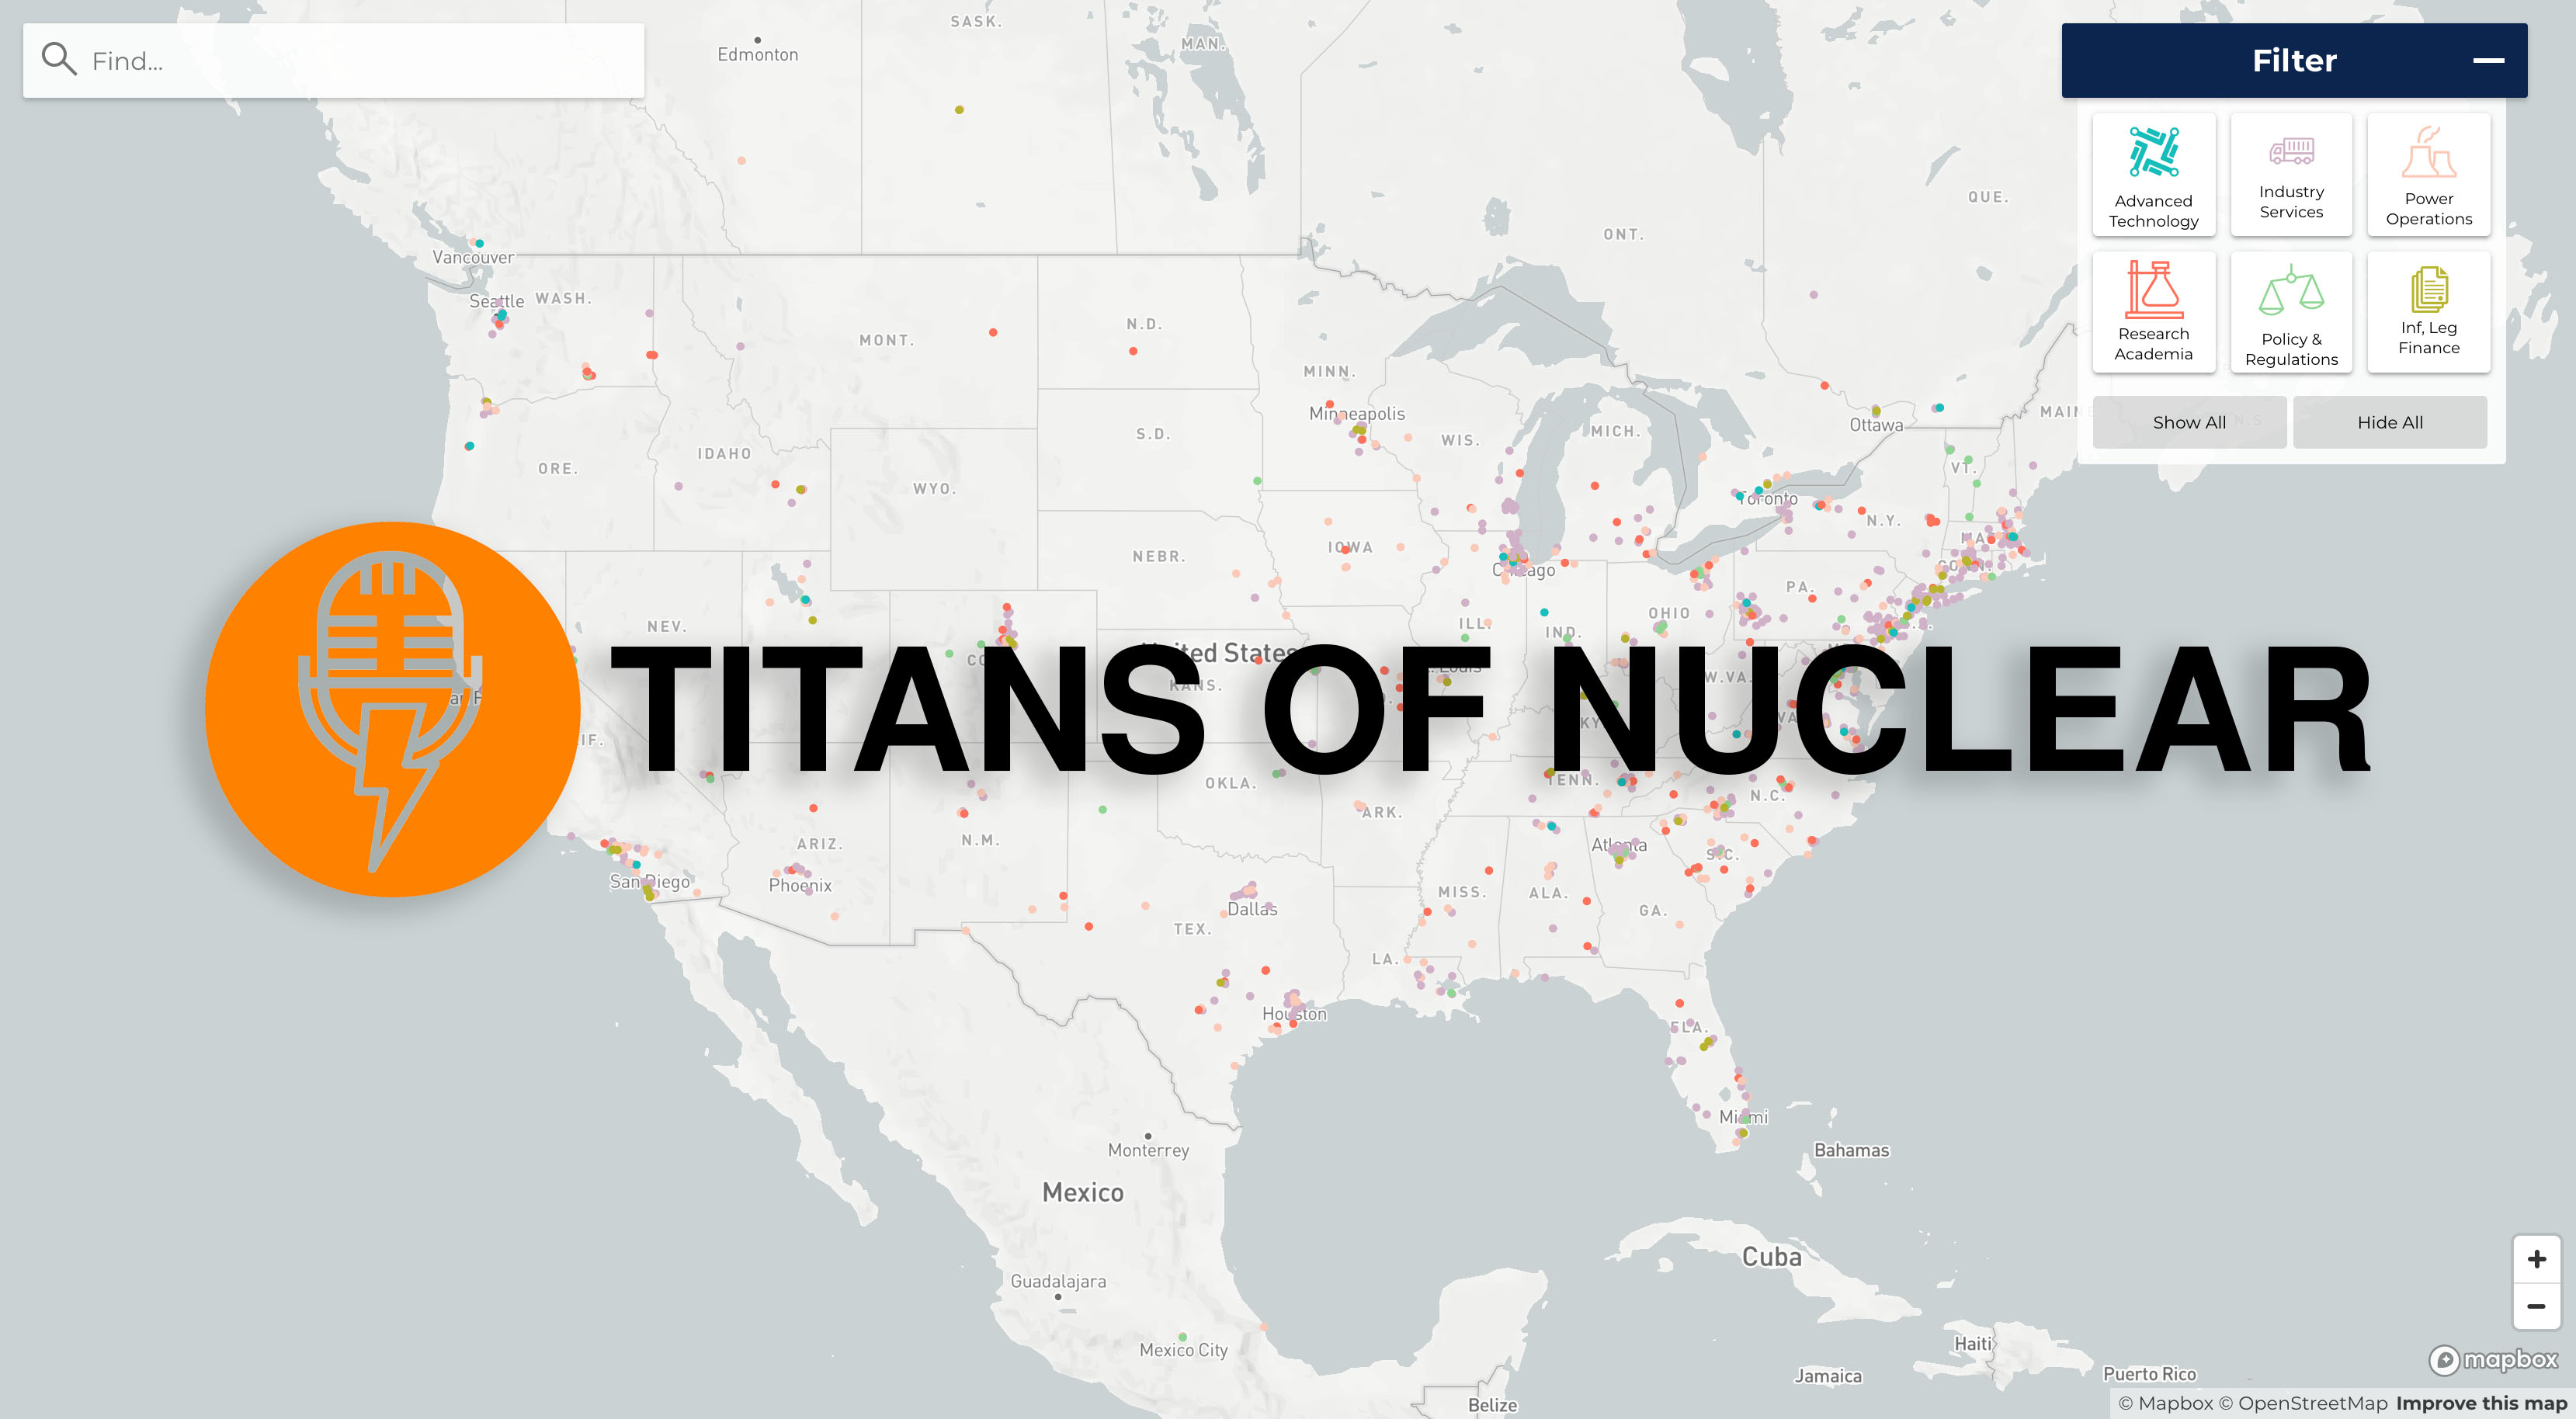 Find...
Filter
Advanced
Technology
Industry
Services
Power
Operations
Research
Academia
Policy &
Regulations
Inf, Leg
Finance
Show All
Hide All
SASK.
MAN.
Edmonton
QUE.
ONT.
Vancouver
Seattle WASH.
MONT.
N.D.
MINN.
Minneapolis
WIS.
MICH.
Ottawa
MAINE
N.S.
ORE.
IDAHO
S.D.
WYO.
VT.
Toronto
N.Y.
MA
CONN.
NEBR.
IOWA
Chicago
PA.
NEV.
ILL.
IND.
OHIO
United States
KANS.
W.VA.
KY
VA
TITANS OF NUCLEAR
OKLA.
TENN.
N.C.
ARK.
ARIZ.
N.M.
Atlanta
S.C.
San Diego
Phoenix
MISS.
ALA.
GA.
Dallas
TEX.
LA.
Houston
FLA.
Miami
Monterrey
Bahamas
Mexico
Cuba
Guadalajara
Mexico City
Haiti
Jamaica
Puerto Rico
Belize
mapbox
© Mapbox © OpenStreetMap Improve this map